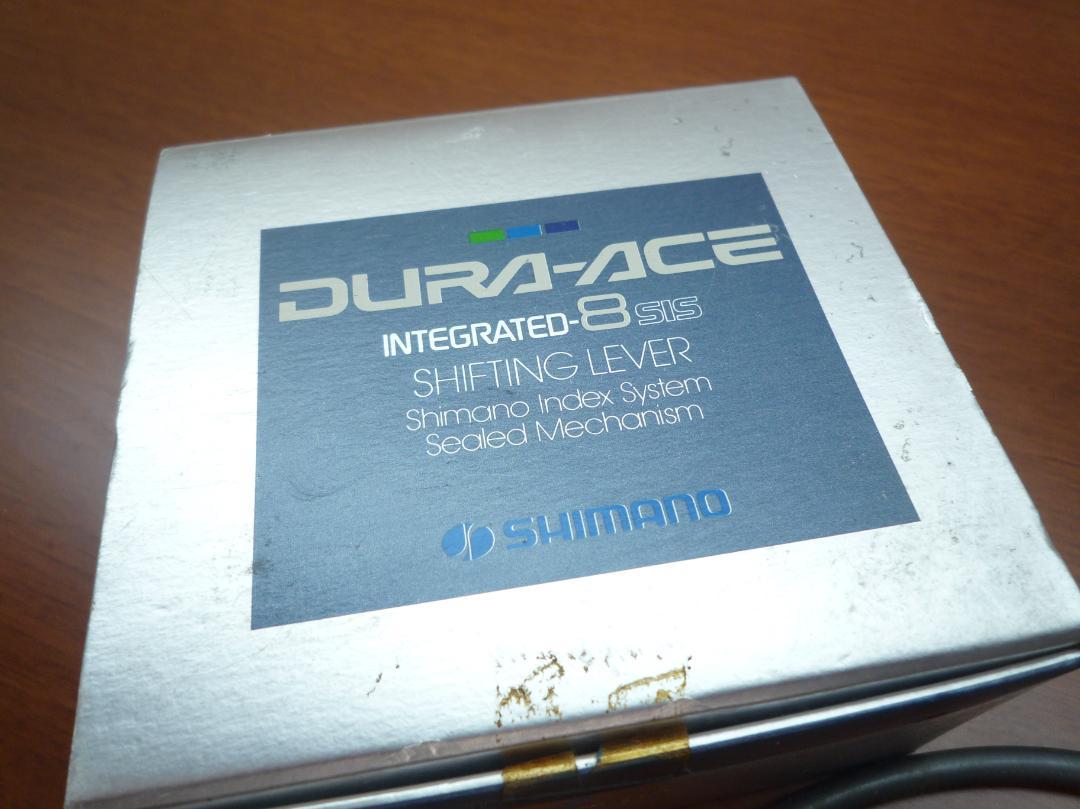 DURA-ACE
INTEGRATED-8 SIS
SHIFTING LEVER
Shimano Index System
Sealed Mechanism
SHIMANO